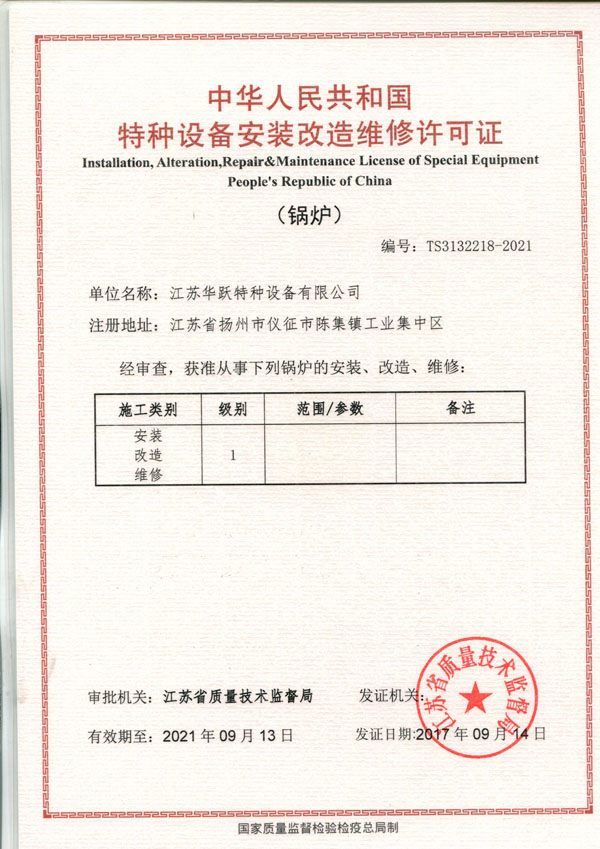 中华人民共和国
特种设备安装改造维修许可证
Installation, Alteration,Repair&Maintenance License of Special Equipment
People's Republic of China
（锅炉）
编号：TS3132218-2021
单位名称：江苏华跃特种设备有限公司
注册地址：江苏省扬州市仪征市陈集镇工业集中区
经审查，获准从事下列锅炉的安装、改造、维修：
施工类别 级别 范围/参数 备注
安装
改造 1
维修
江苏省质量技术监督局
审批机关：江苏省质量技术监督局 发证机关：
有效期至：2021 年 09 月 13 日 发证日期:2017 年 09 月 14 日
国家质量监督检验检疫总局制